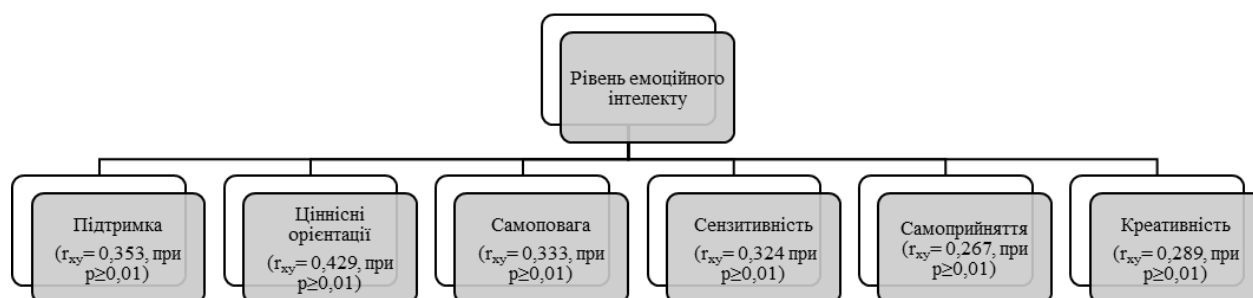 Рівень емоційного
інтелекту
Підтримка
(rxy= 0,353, при
p≥0,01)
Ціннісні
орієнтації
(rxy= 0,429, при
p≥0,01)
Самоповага
(rxy= 0,333, при
p≥0,01)
Сензитивність
(rxy= 0,324, при
p≥0,01)
Самоприйняття
(rxy= 0,267, при
p≥0,01)
Креативність
(rxy= 0,289, при
p≥0,01)